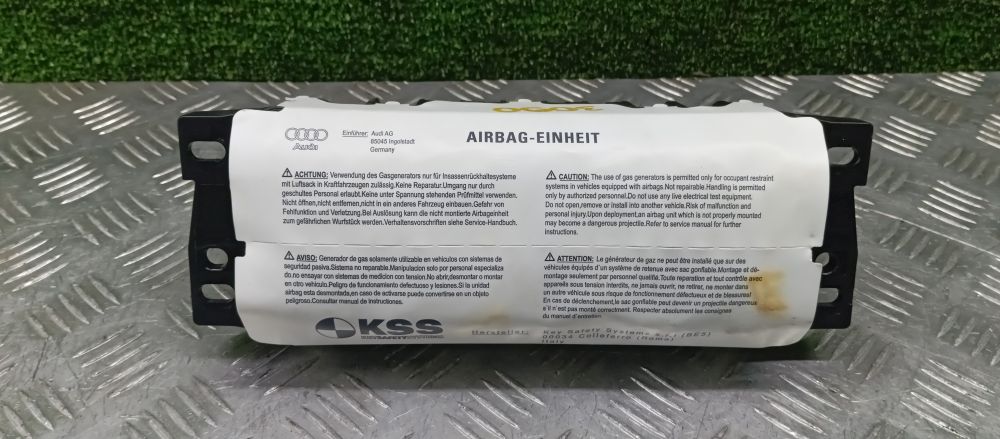 Audi
Einführer: Audi AG
85045 Ingolstadt
Germany
AIRBAG-EINHEIT
ACHTUNG: Verwendung des Gasgenerators nur für Insassenrückhaltesysteme
mit Luftsack in Kraftfahrzeugen zulässig.Keine Reparatur.Umgang nur durch
geschultes Personal erlaubt.Keine unter Spannung stehenden Prüfmittel verwenden.
Nicht öffnen,nicht entfernen,nicht in ein anderes Fahrzeug einbauen.Gefahr von
Fehlfunktion und Verletzung.Bei Auslösung kann die nicht montierte Airbageinheit
zum gefährlichen Wurfstück werden.Verhaltensvorschriften siehe Service-Handbuch.
CAUTION: The use of gas generators is permitted only for occupant restraint
systems in vehicles equipped with airbags.Not repairable.Handling is permitted
only by authorized personnel.Do not use any live electrical test equipment.
Do not open,remove or install into another vehicle.Risk of malfunction and
personal injury.Upon deployment,an airbag unit which is not properly mounted
may become a dangerous projectile.Refer to service manual for further
instructions.
AVISO: Generador de gas solamente utilizable en vehiculos con sistemas de
seguridad pasiva.Sistema no reparable.Manipulacion solo por personal especializa
do.no ensayar con sistemas de medicion con tension.No abrir,desmontar o montar
en otro vehiculo.Peligro de funcionamiento defectuoso y lesiones.Si la unidad
airbag esta desmontada,en caso de activarse puede convertirse en un objeto
peligroso.Consultar manual de instrucciones.
ATTENTION: Le générateur de gaz ne peut être installé que sur des
véhicules équipés d'un système de retenue avec sac gonflable.Montage et dé-
montage seulement par personnel qualifié.Toute réparation et tout contrôle avec
appareils sous tension interdits, ne jamais ouvrir, ne retirer, ne monter dans
un autre véhicule sous risque de fonctionnement défectueux et de blessures!
En cas de déclenchement,le sac gonflable peut devenir un projectile dangereux
s'il n'est pas monté correctement. Respecter absolument les consignes
du manuel d'entretien.
KSS
Hersteller: Key Safety Systems s.r.l (BE5)
00034 Colleferro (Roma)
Italy